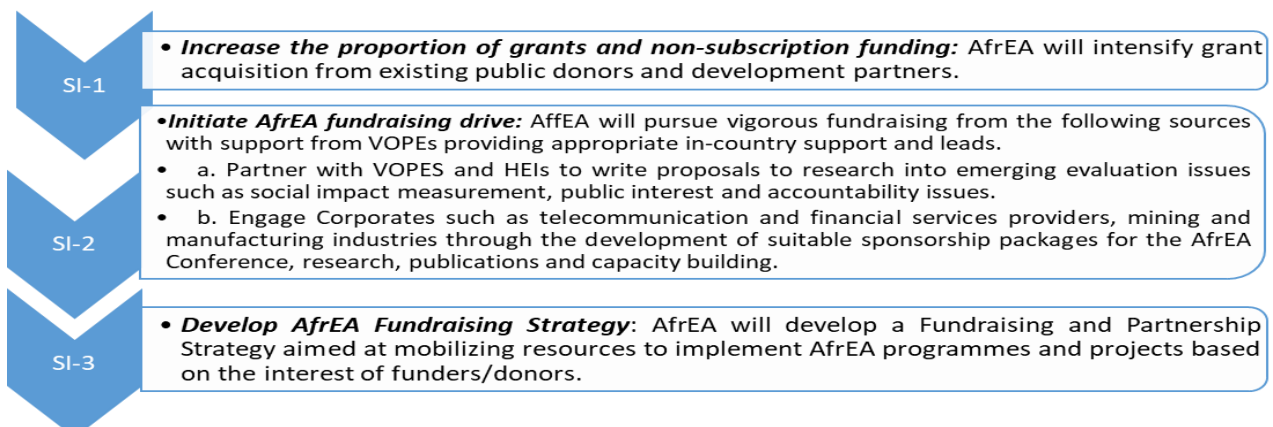 SI-1
• Increase the proportion of grants and non-subscription funding: AfrEA will intensify grant
acquisition from existing public donors and development partners.
SI-2
•Initiate AfrEA fundraising drive: AffEA will pursue vigorous fundraising from the following sources
with support from VOPEs providing appropriate in-country support and leads.
• a. Partner with VOPES and HEIs to write proposals to research into emerging evaluation issues
such as social impact measurement, public interest and accountability issues.
• b. Engage Corporates such as telecommunication and financial services providers, mining and
manufacturing industries through the development of suitable sponsorship packages for the AfrEA
Conference, research, publications and capacity building.
SI-3
• Develop AfrEA Fundraising Strategy: AfrEA will develop a Fundraising and Partnership
Strategy aimed at mobilizing resources to implement AfrEA programmes and projects based
on the interest of funders/donors.